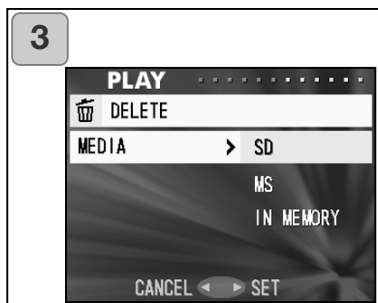 3
PLAY
DELETE
MEDIA > SD
MS
IN MEMORY
CANCEL ◄ ► SET